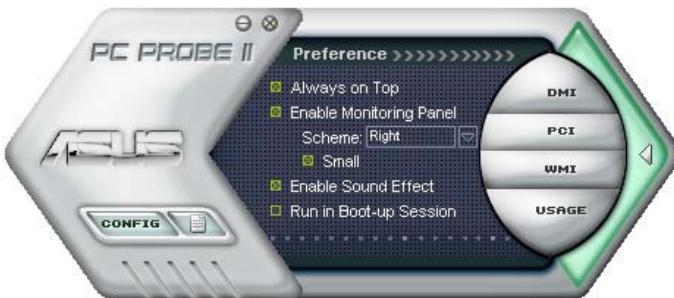 PC PROBE II
ASUS
CONFIG
Preference
Always on Top
Enable Monitoring Panel
Scheme: Right
Small
Enable Sound Effect
Run in Boot-up Session
DMI
PCI
WMI
USAGE